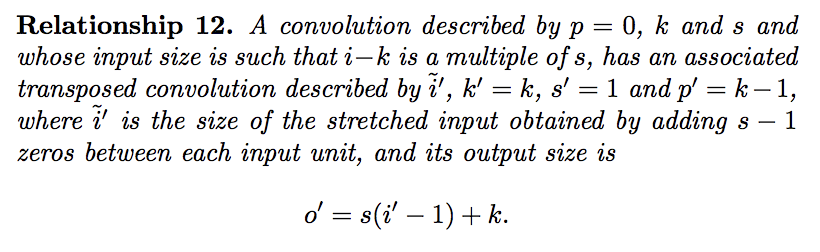 Relationship 12. A convolution described by p = 0, k and s and
whose input size is such that i−k is a multiple of s, has an associated
transposed convolution described by ĩ′, k′ = k, s′ = 1 and p′ = k − 1,
where ĩ′ is the size of the stretched input obtained by adding s − 1
zeros between each input unit, and its output size is
o′ = s(i′ − 1) + k.